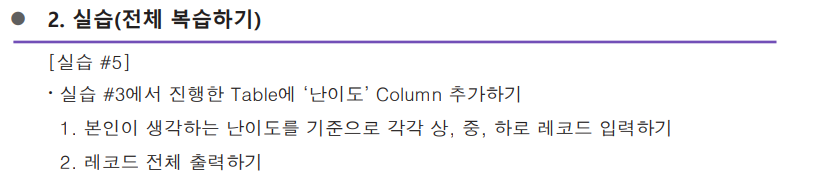 ● 2. 실습(전체 복습하기)
[실습 #5]
· 실습 #3에서 진행한 Table에 ‘난이도’ Column 추가하기
1. 본인이 생각하는 난이도를 기준으로 각각 상, 중, 하로 레코드 입력하기
2. 레코드 전체 출력하기